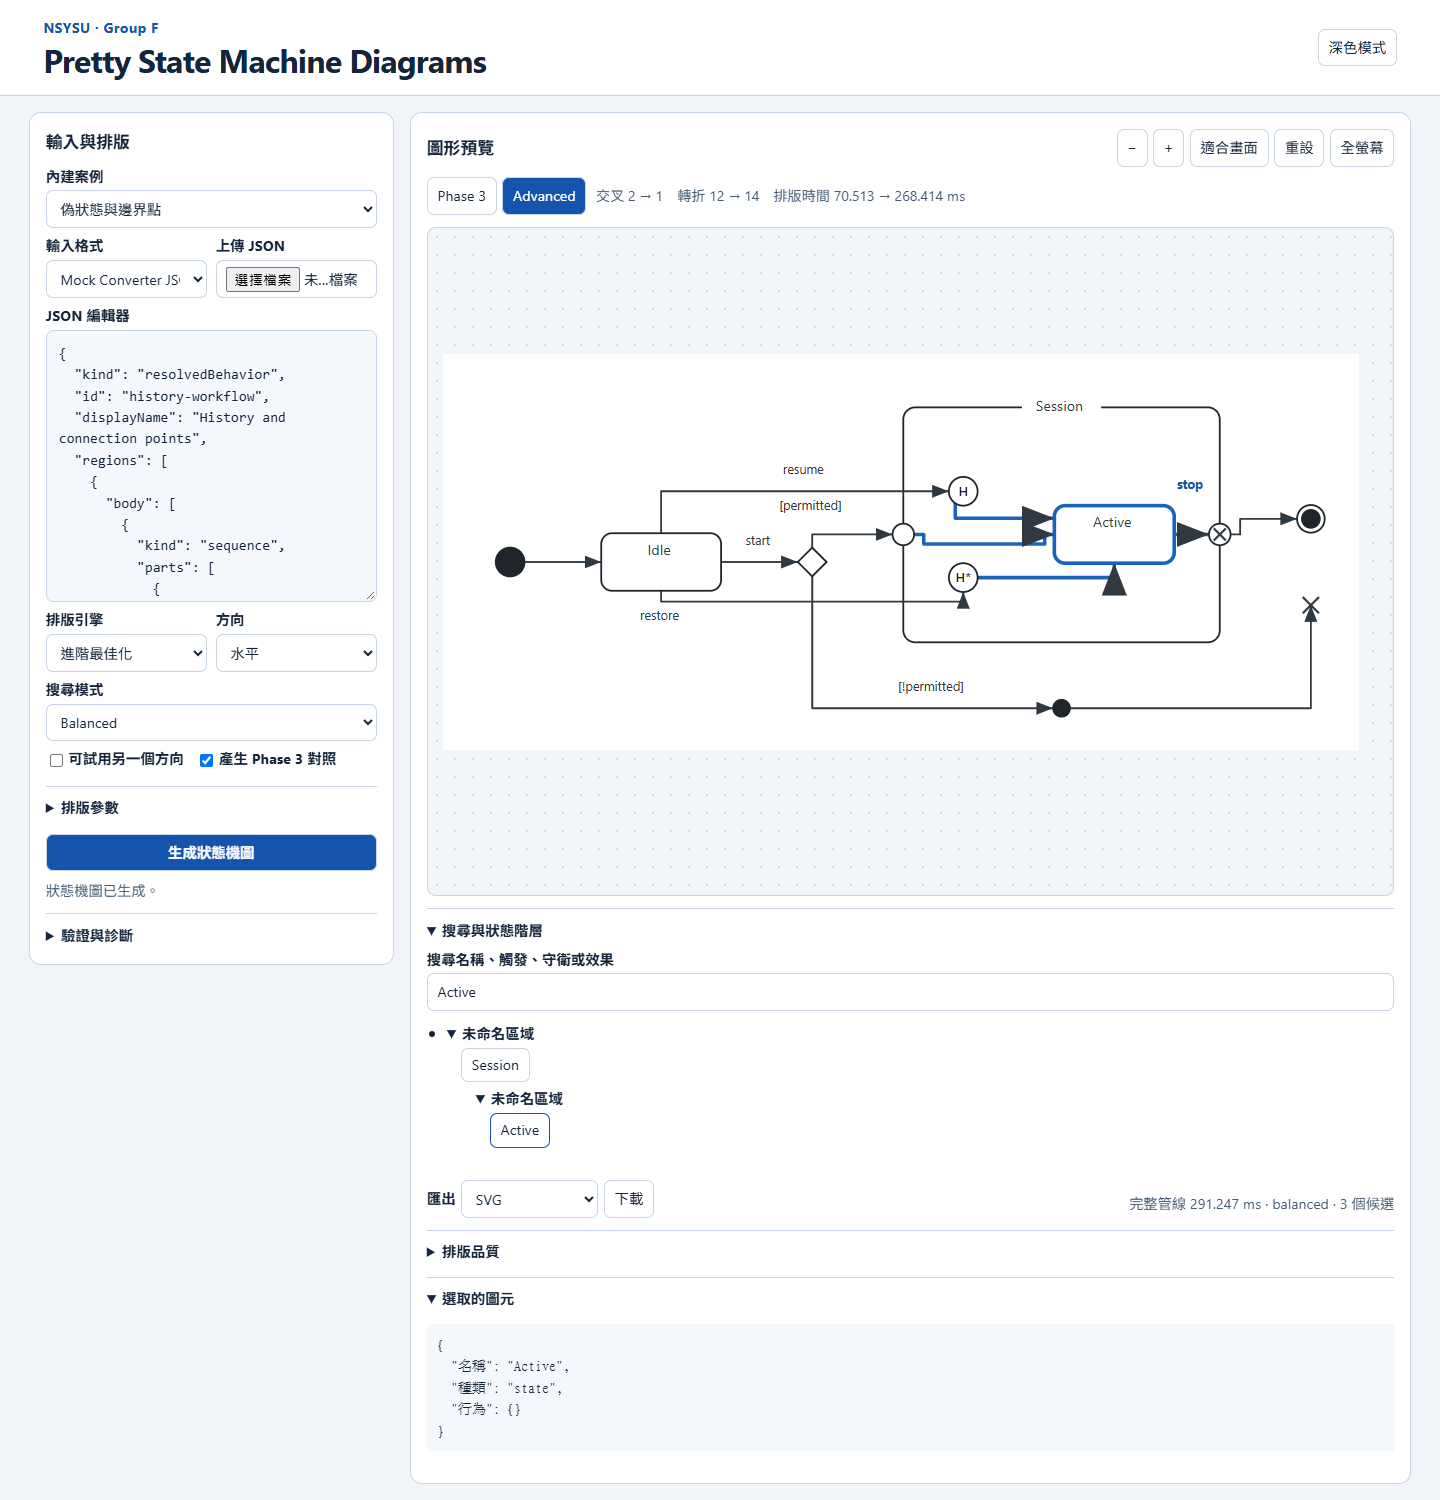 NSYSU · Group F
Pretty State Machine Diagrams
深色模式
輸入與排版
內建案例
偽狀態與邊界點
輸入格式
上傳 JSON
Mock Converter JS
選擇檔案 未...檔案
JSON 編輯器
{
"kind": "resolvedBehavior",
"id": "history-workflow",
"displayName": "History and
connection points",
"regions": [
{
"body": [
{
"kind": "sequence",
"parts": [
{
排版引擎
方向
進階最佳化
水平
搜尋模式
Balanced
可試用另一個方向
產生 Phase 3 對照
排版參數
生成狀態機圖
狀態機圖已生成。
驗證與診斷
圖形預覽
−
+
適合畫面
重設
全螢幕
Phase 3
Advanced
交叉 2 → 1
轉折 12 → 14
排版時間 70.513 → 268.414 ms
Session
resume
H
stop
[permitted]
Active
start
Idle
H*
restore
[!permitted]
搜尋與狀態階層
搜尋名稱、觸發、守衛或效果
Active
未命名區域
Session
未命名區域
Active
匯出
SVG
下載
完整管線 291.247 ms · balanced · 3 個候選
排版品質
選取的圖元
{
"名稱": "Active",
"種類": "state",
"行為": {}
}